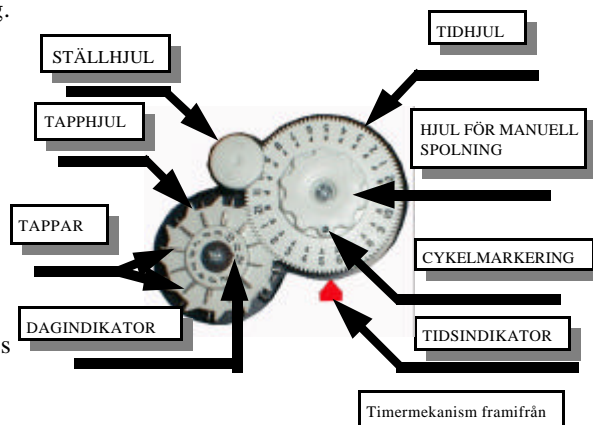 g.
STÄLLHJUL
TIDHJUL
TAPPHJUL
HJUL FÖR MANUELL
SPOLNING
TAPPAR
CYKELMARKERING
DAGINDIKATOR
TIDSINDIKATOR
s
Timermekanism framifrån